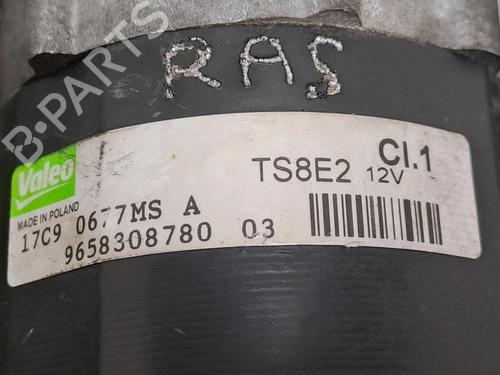 RAS
B-PARTS
Valeo
MADE IN POLAND
TS8E2 12V Cl.1
17C9 0677MS A
9658308780 03